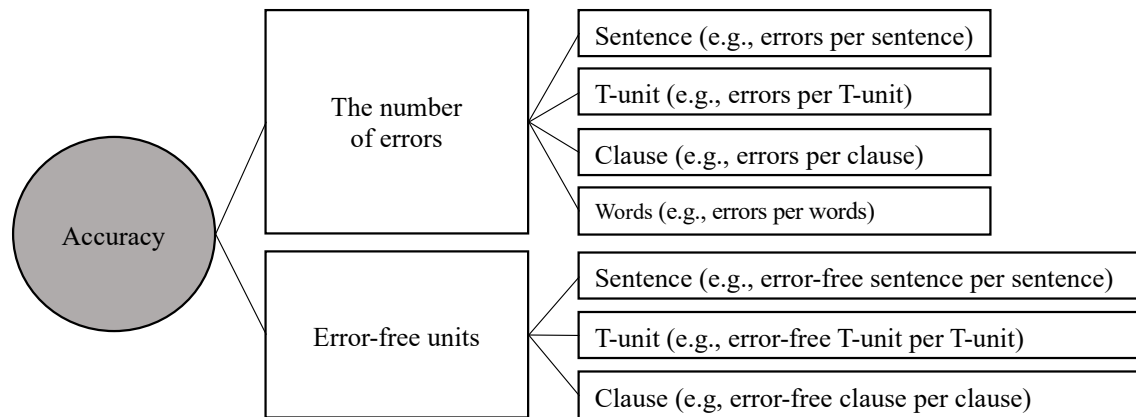 Accuracy
The number
of errors
Sentence (e.g., errors per sentence)
T-unit (e.g., errors per T-unit)
Clause (e.g., errors per clause)
Words (e.g., errors per words)
Error-free units
Sentence (e.g., error-free sentence per sentence)
T-unit (e.g., error-free T-unit per T-unit)
Clause (e.g, error-free clause per clause)